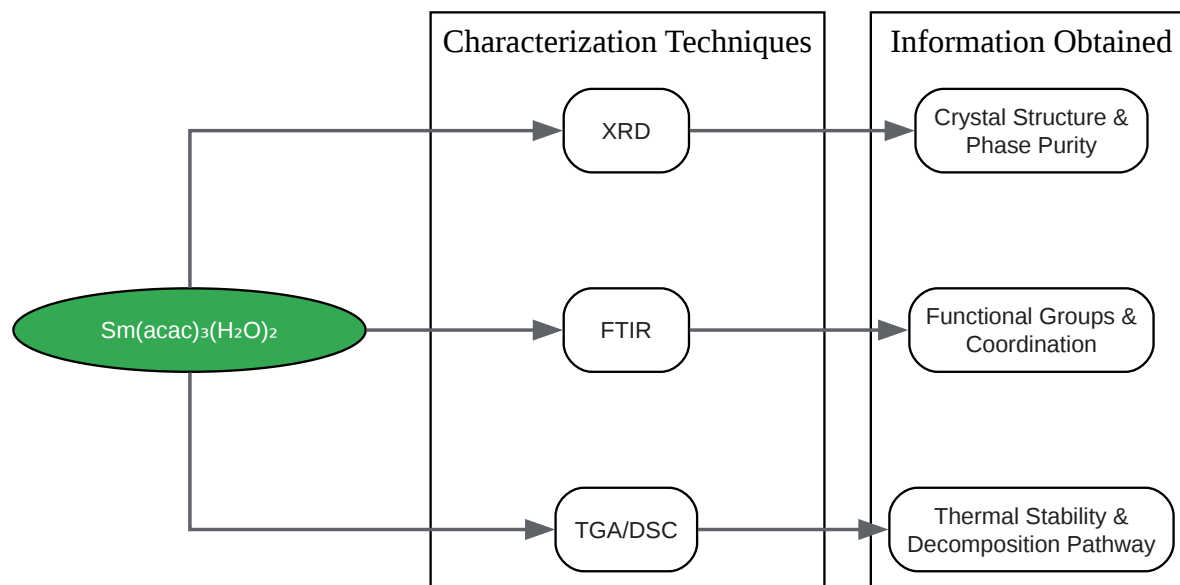 Characterization Techniques
Information Obtained
XRD
Crystal Structure &
Phase Purity
Sm(acac)₃(H₂O)₂
FTIR
Functional Groups &
Coordination
TGA/DSC
Thermal Stability &
Decomposition Pathway